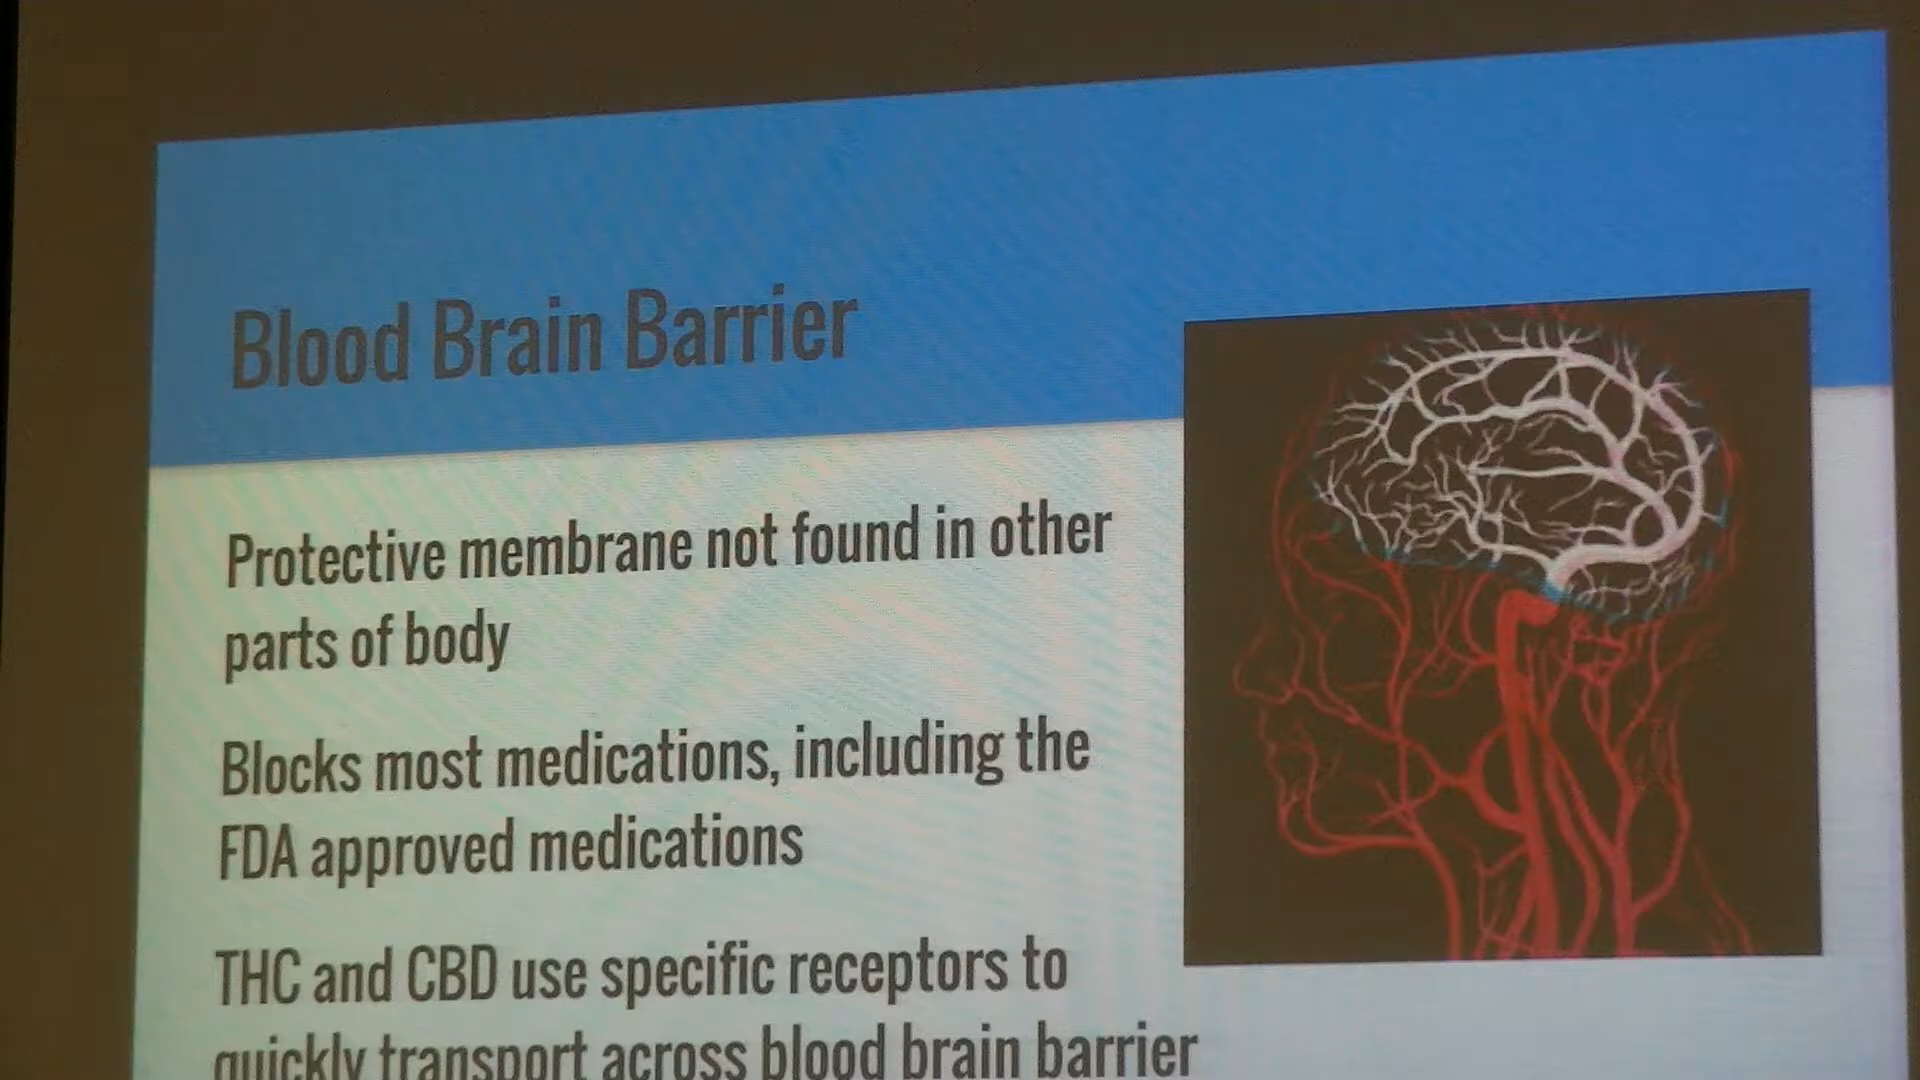 Blood Brain Barrier
Protective membrane not found in other
parts of body
Blocks most medications, including the
FDA approved medications
THC and CBD use specific receptors to
quickly transport across blood brain barrier